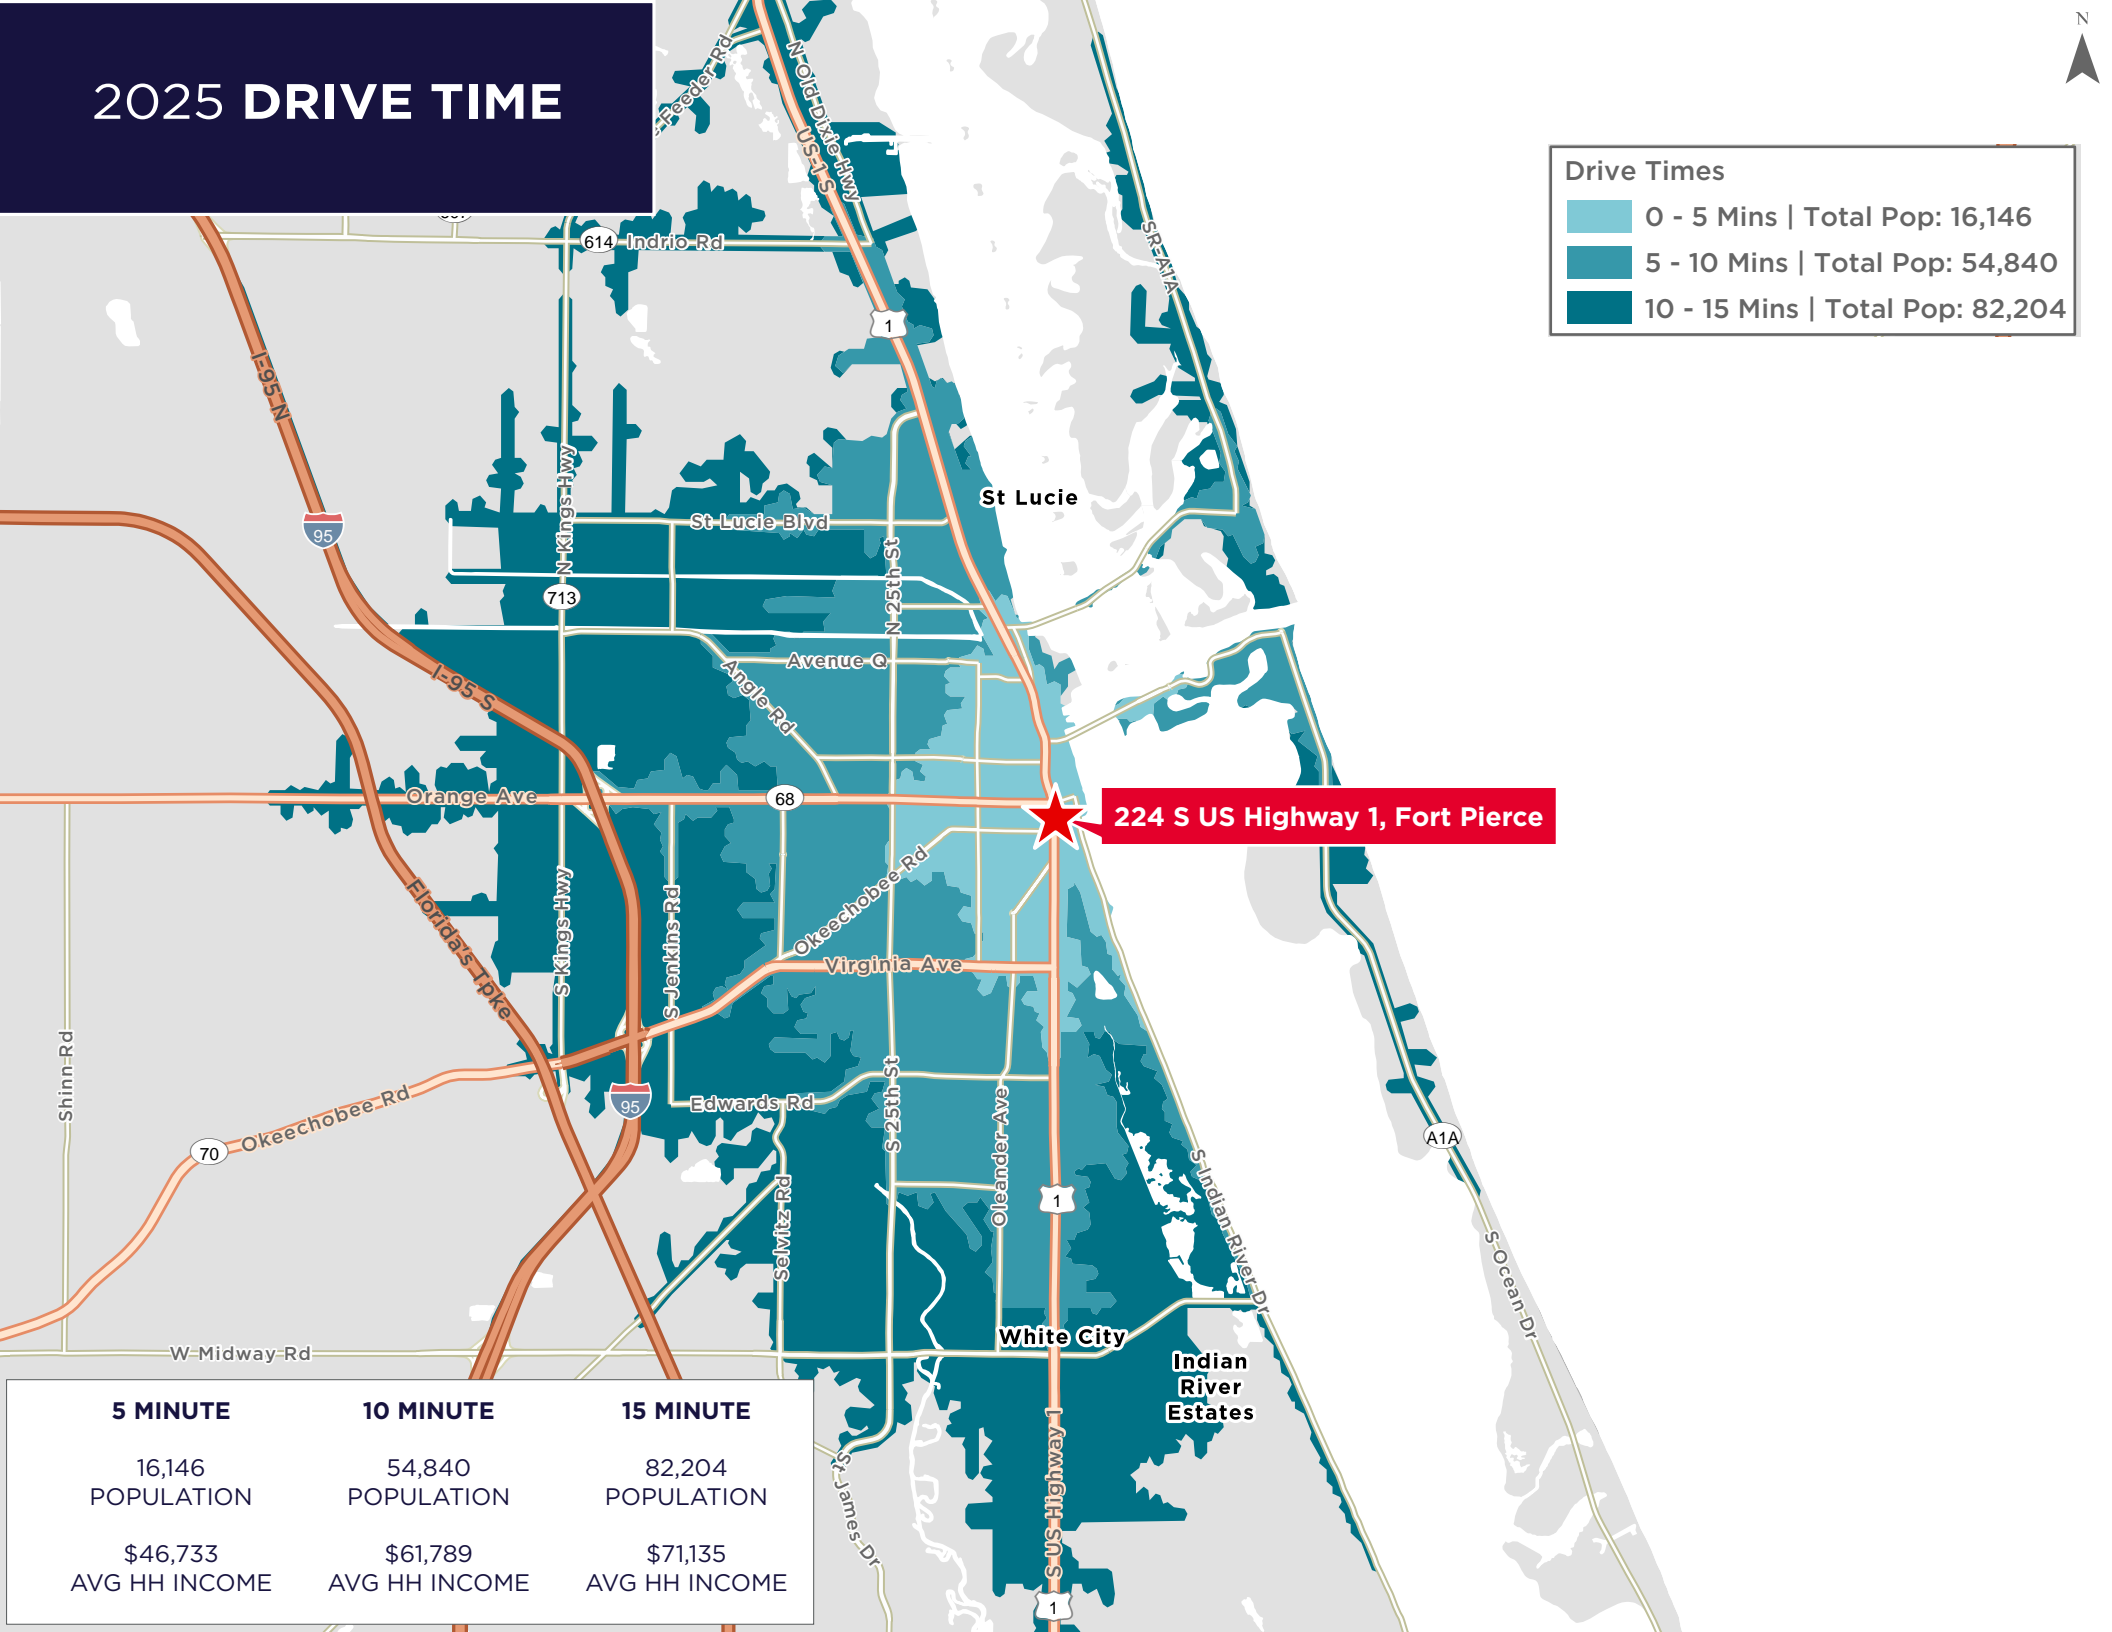 2025 DRIVE TIME
N
Drive Times
0 - 5 Mins | Total Pop: 16,146
5 - 10 Mins | Total Pop: 54,840
10 - 15 Mins | Total Pop: 82,204
Feeder Rd
N Old Dixie Hwy
US-1 S
614
Indrio Rd
SR-A1A
1
I-95 N
N Kings Hwy
St Lucie
95
St Lucie Blvd
N 25th St
713
Avenue Q
Angle Rd
I-95 S
Orange Ave
68
224 S US Highway 1, Fort Pierce
Okeechobee Rd
Florida's Tpke
S Kings Hwy
S Jenkins Rd
Virginia Ave
Shinn Rd
95
Edwards Rd
S 25th St
Oleander Ave
70
Okeechobee Rd
A1A
1
Selvitz Rd
S Indian River Dr
S Ocean Dr
W Midway Rd
White City
Indian
River
Estates
S US Highway 1
St James Dr
1
5 MINUTE
16,146
POPULATION
$46,733
AVG HH INCOME
10 MINUTE
54,840
POPULATION
$61,789
AVG HH INCOME
15 MINUTE
82,204
POPULATION
$71,135
AVG HH INCOME